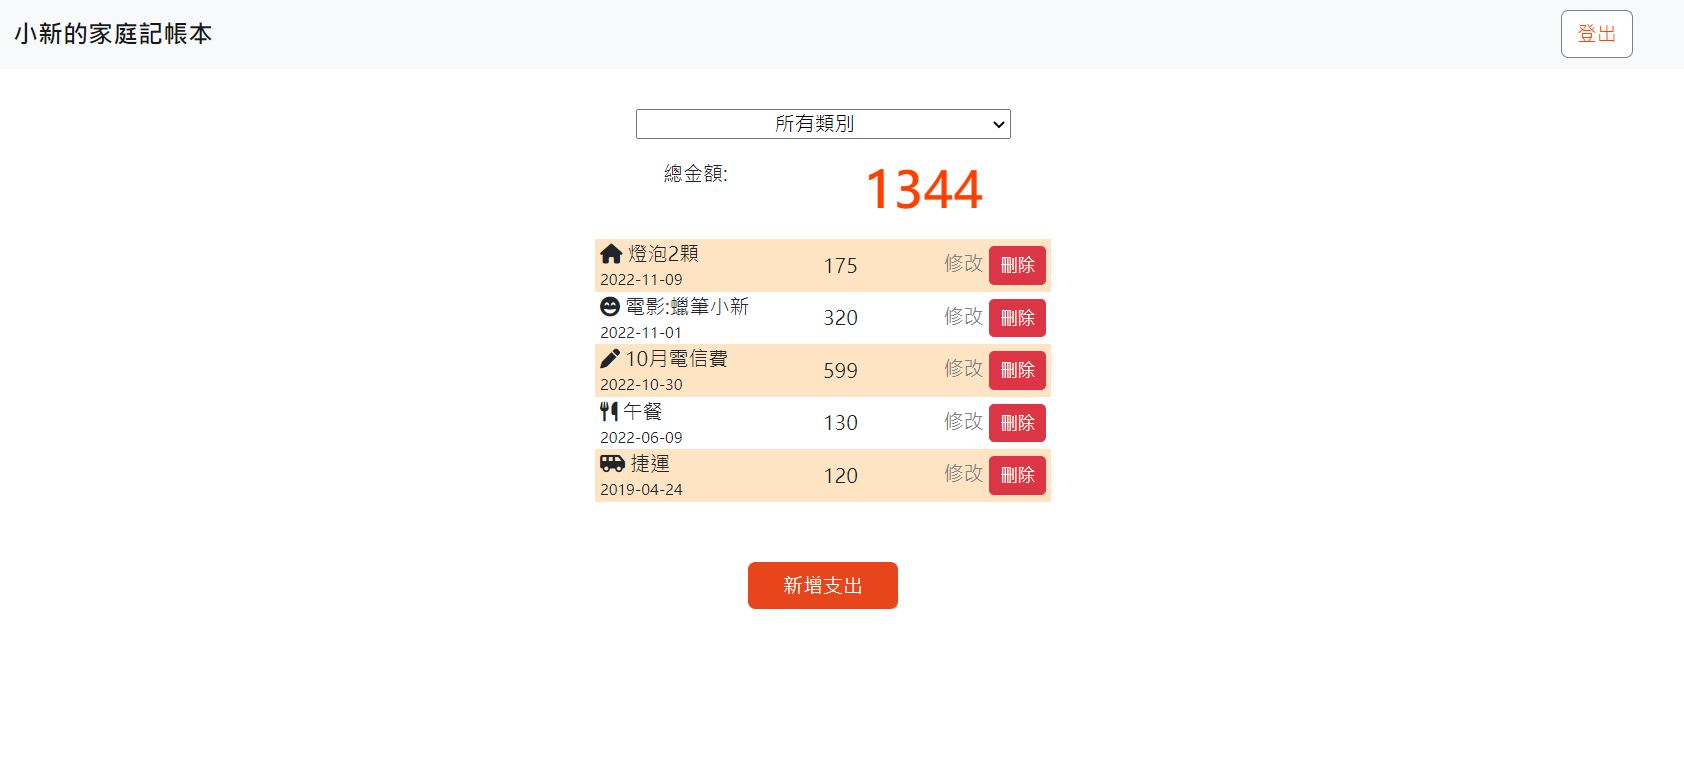 小新的家庭記帳本
登出
所有類別
總金額:
1344
燈泡2顆
2022-11-09
175
修改
刪除
電影:蠟筆小新
2022-11-01
320
修改
刪除
10月電信費
2022-10-30
599
修改
刪除
午餐
2022-06-09
130
修改
刪除
捷運
2019-04-24
120
修改
刪除
新增支出